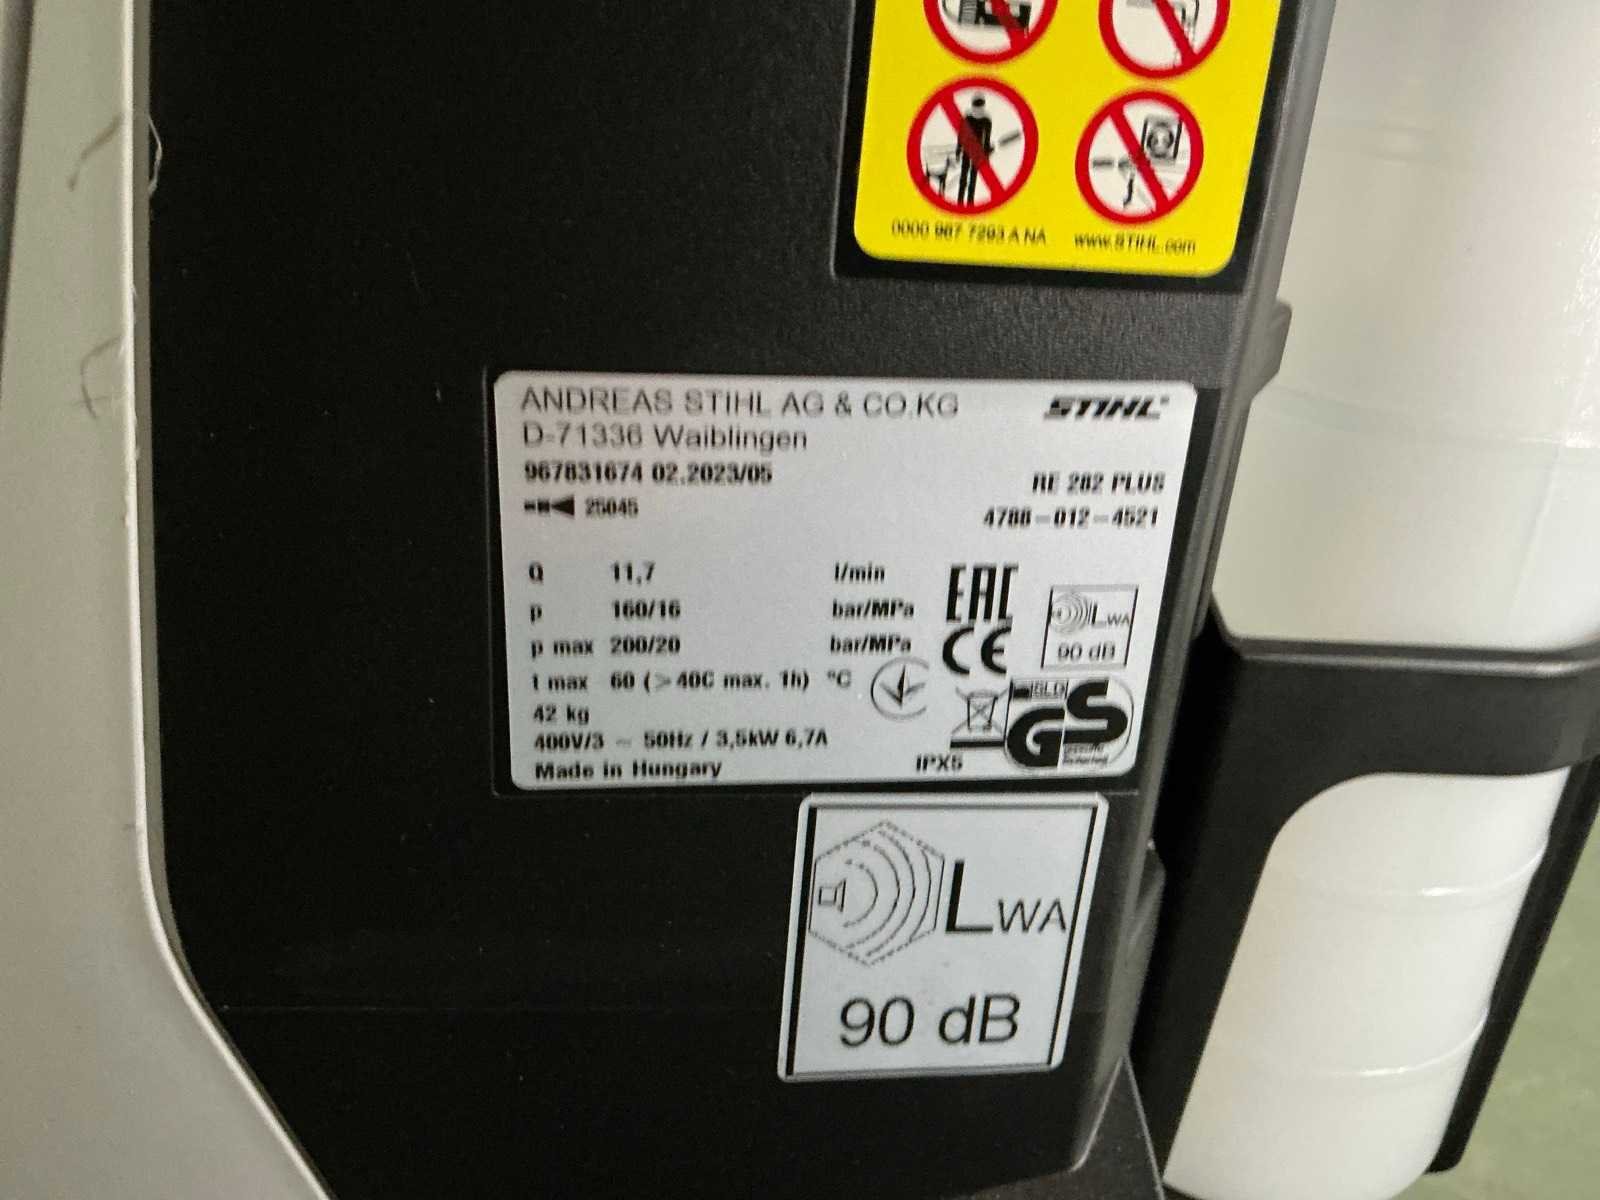 0000 967 7293 A NA www.STIHL.com
ANDREAS STIHL AG & CO.KG STIHL
D-71336 Waiblingen
967831674 02.2023/05
RE 282 PLUS
25045
4788-012-4521
Q 11,7 l/min
p 160/16 bar/MPa
p max 200/20 bar/MPa
t max 60 (>40C max. 1h) °C
42 kg
400V/3 ~ 50Hz / 3,5kW 6,7A
Made in Hungary IPX5
EAC
CE
LWA
90 dB
GS
LWA
90 dB